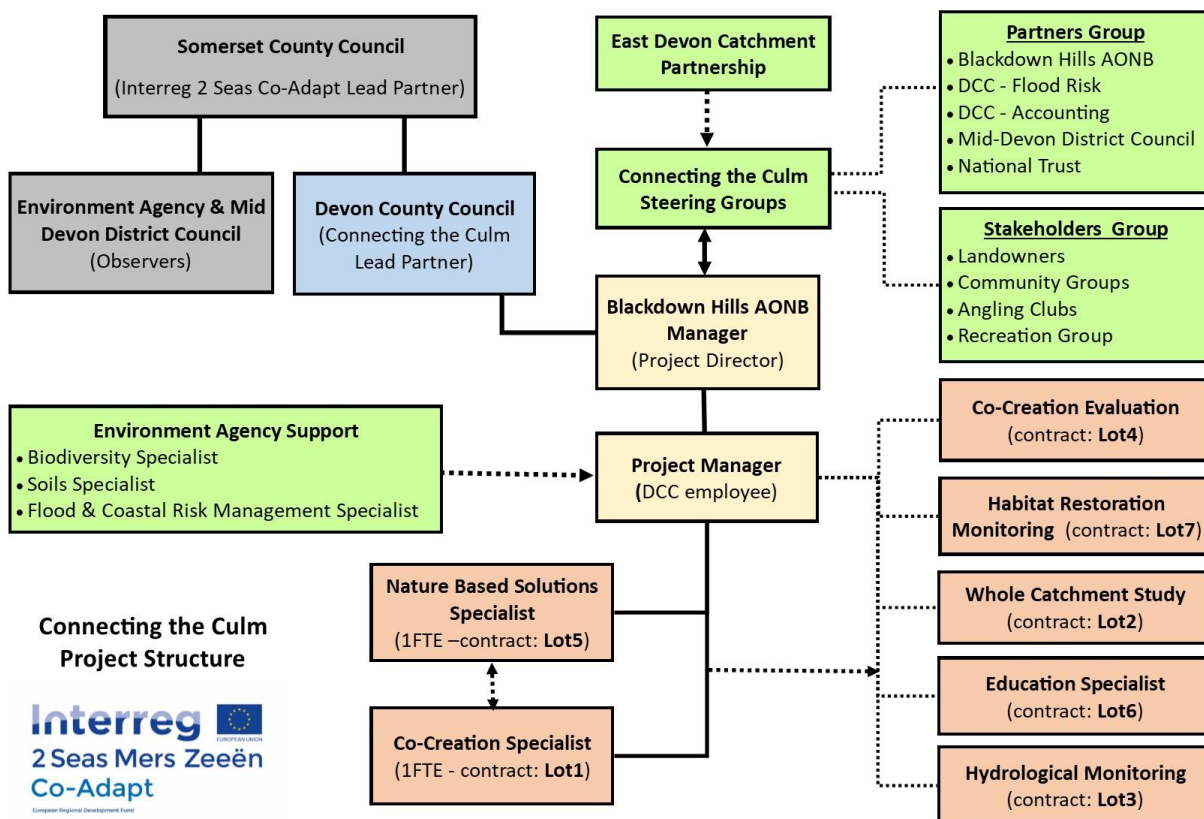 Somerset County Council
(Interreg 2 Seas Co-Adapt Lead Partner)
Environment Agency & Mid
Devon District Council
(Observers)
Devon County Council
(Connecting the Culm
Lead Partner)
East Devon Catchment
Partnership
Connecting the Culm
Steering Groups
Blackdown Hills AONB
Manager
(Project Director)
Project Manager
(DCC employee)
Partners Group
• Blackdown Hills AONB
• DCC - Flood Risk
• DCC - Accounting
• Mid-Devon District Council
• National Trust
Stakeholders Group
• Landowners
• Community Groups
• Angling Clubs
• Recreation Group
Environment Agency Support
• Biodiversity Specialist
• Soils Specialist
• Flood & Coastal Risk Management Specialist
Nature Based Solutions
Specialist
(1FTE –contract: Lot5)
Co-Creation Specialist
(1FTE - contract: Lot1)
Co-Creation Evaluation
(contract: Lot4)
Habitat Restoration
Monitoring (contract: Lot7)
Whole Catchment Study
(contract: Lot2)
Education Specialist
(contract: Lot6)
Hydrological Monitoring
(contract: Lot3)
Connecting the Culm
Project Structure
Interreg
EUROPEAN UNION
2 Seas Mers Zeeën
Co-Adapt
European Regional Development Fund